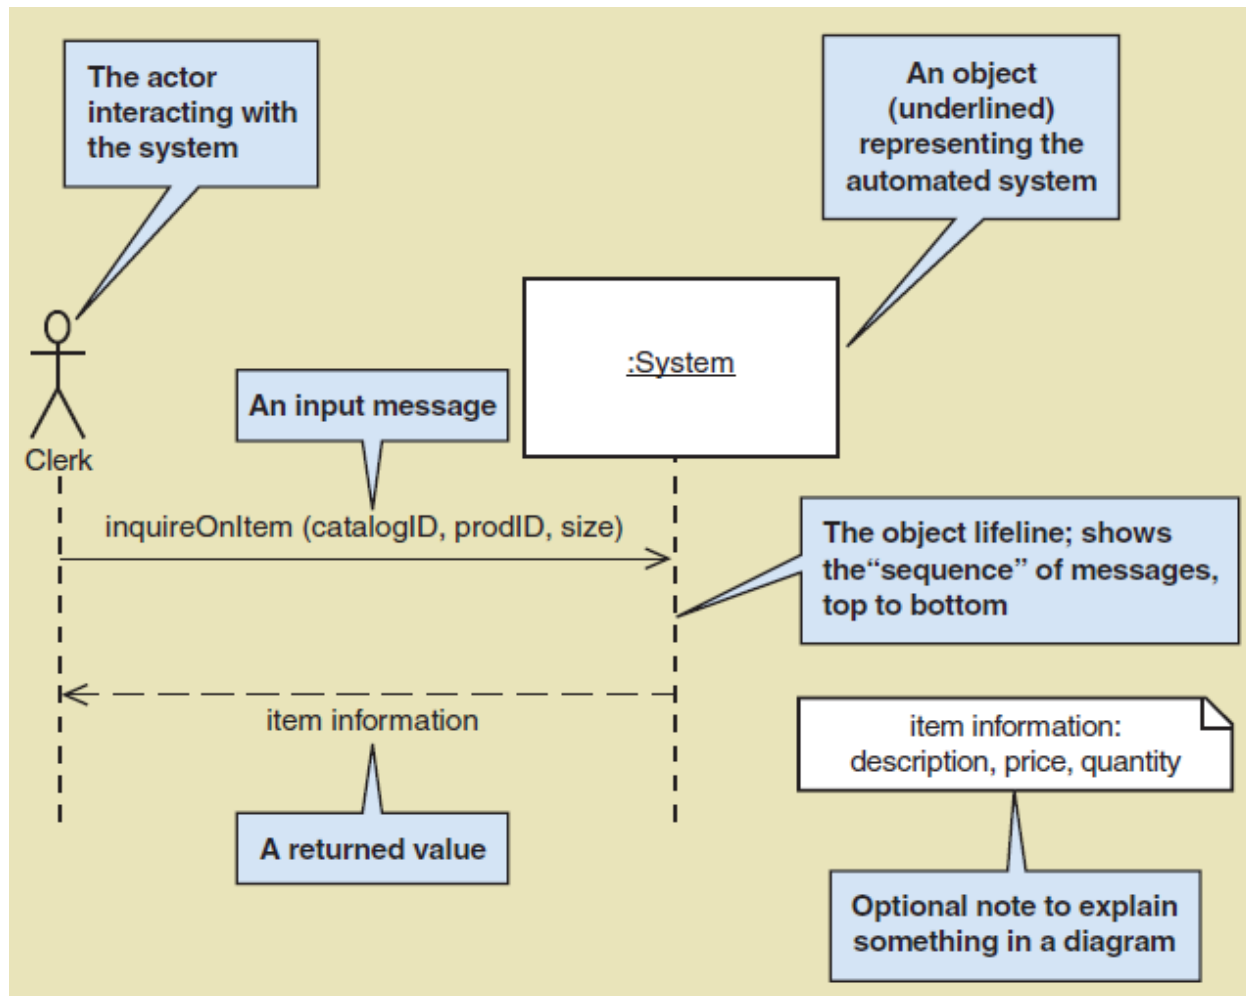 The actor
interacting with
the system
An object
(underlined)
representing the
automated system
:System
An input message
Clerk
inquireOnItem (catalogID, prodID, size)
The object lifeline; shows
the“sequence” of messages,
top to bottom
item information
item information:
description, price, quantity
A returned value
Optional note to explain
something in a diagram